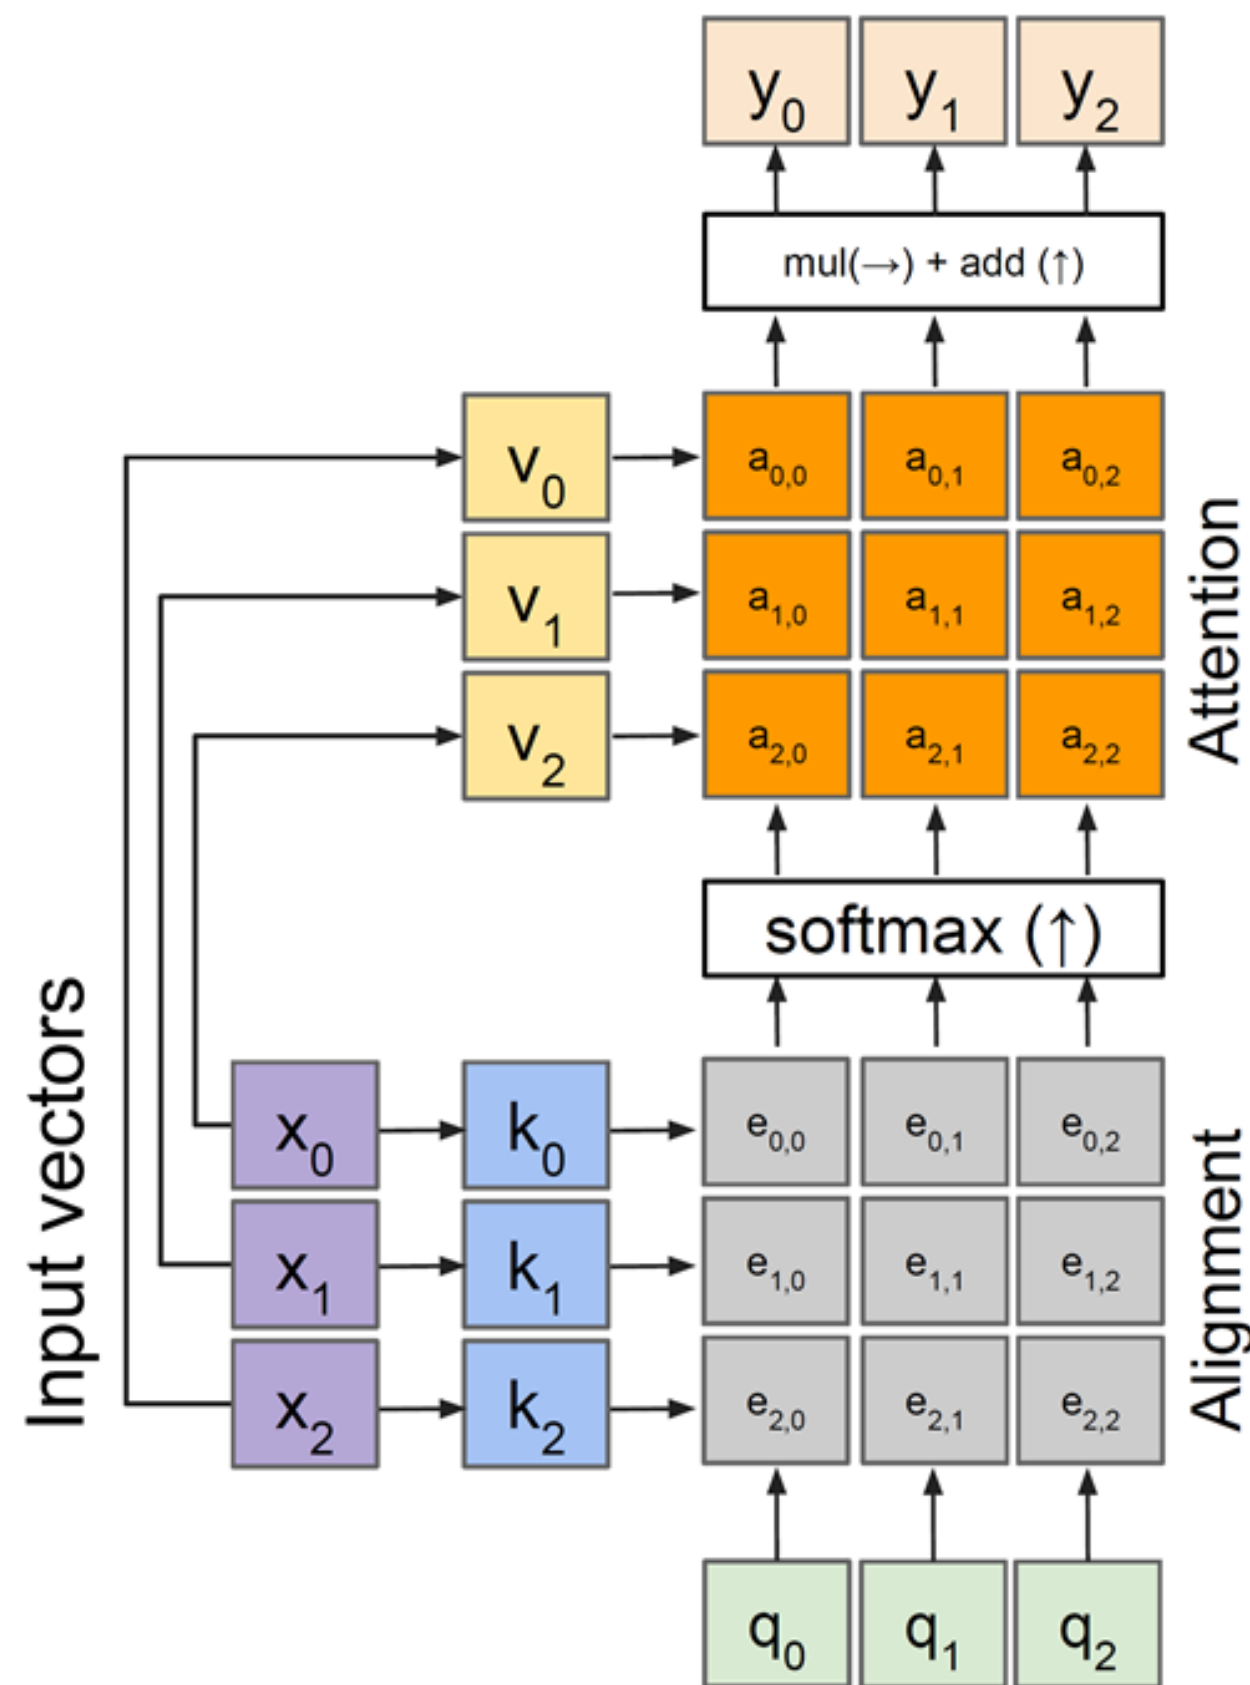 y0 y1 y2
mul(→) + add (↑)
v0 a0,0 a0,1 a0,2
v1 a1,0 a1,1 a1,2
v2 a2,0 a2,1 a2,2
Attention
softmax (↑)
Input vectors
x0 k0 e0,0 e0,1 e0,2
x1 k1 e1,0 e1,1 e1,2
x2 k2 e2,0 e2,1 e2,2
Alignment
q0 q1 q2